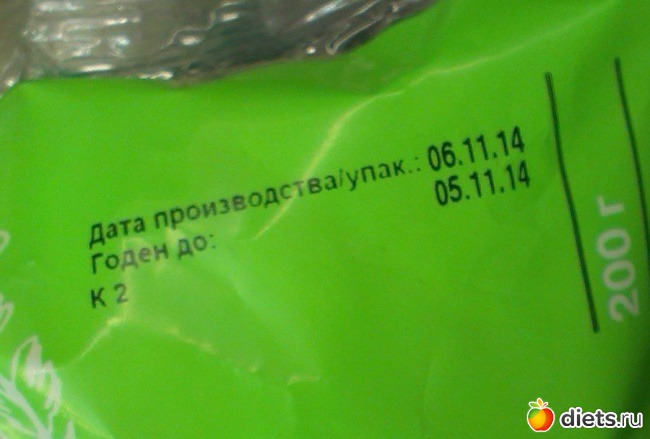 Дата производства/упак.: 06.11.14
Годен до: 05.11.14
К 2
200 г
diets.ru